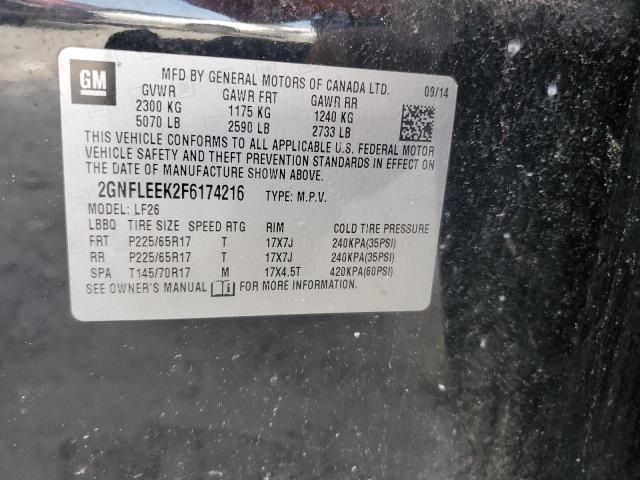 GM
MFD BY GENERAL MOTORS OF CANADA LTD. 09/14
GVWR GAWR FRT GAWR RR
2300 KG 1175 KG 1240 KG
5070 LB 2590 LB 2733 LB
THIS VEHICLE CONFORMS TO ALL APPLICABLE U.S. FEDERAL MOTOR
VEHICLE SAFETY AND THEFT PREVENTION STANDARDS IN EFFECT ON
THE DATE OF MANUFACTURE SHOWN ABOVE.
2GNFLEEK2F6174216 TYPE: M.P.V.
MODEL: LF26
LBBQ TIRE SIZE SPEED RTG RIM COLD TIRE PRESSURE
FRT P225/65R17 T 17X7J 240KPA(35PSI)
RR P225/65R17 T 17X7J 240KPA(35PSI)
SPA T145/70R17 M 17X4.5T 420KPA(60PSI)
SEE OWNER'S MANUAL FOR MORE INFORMATION.